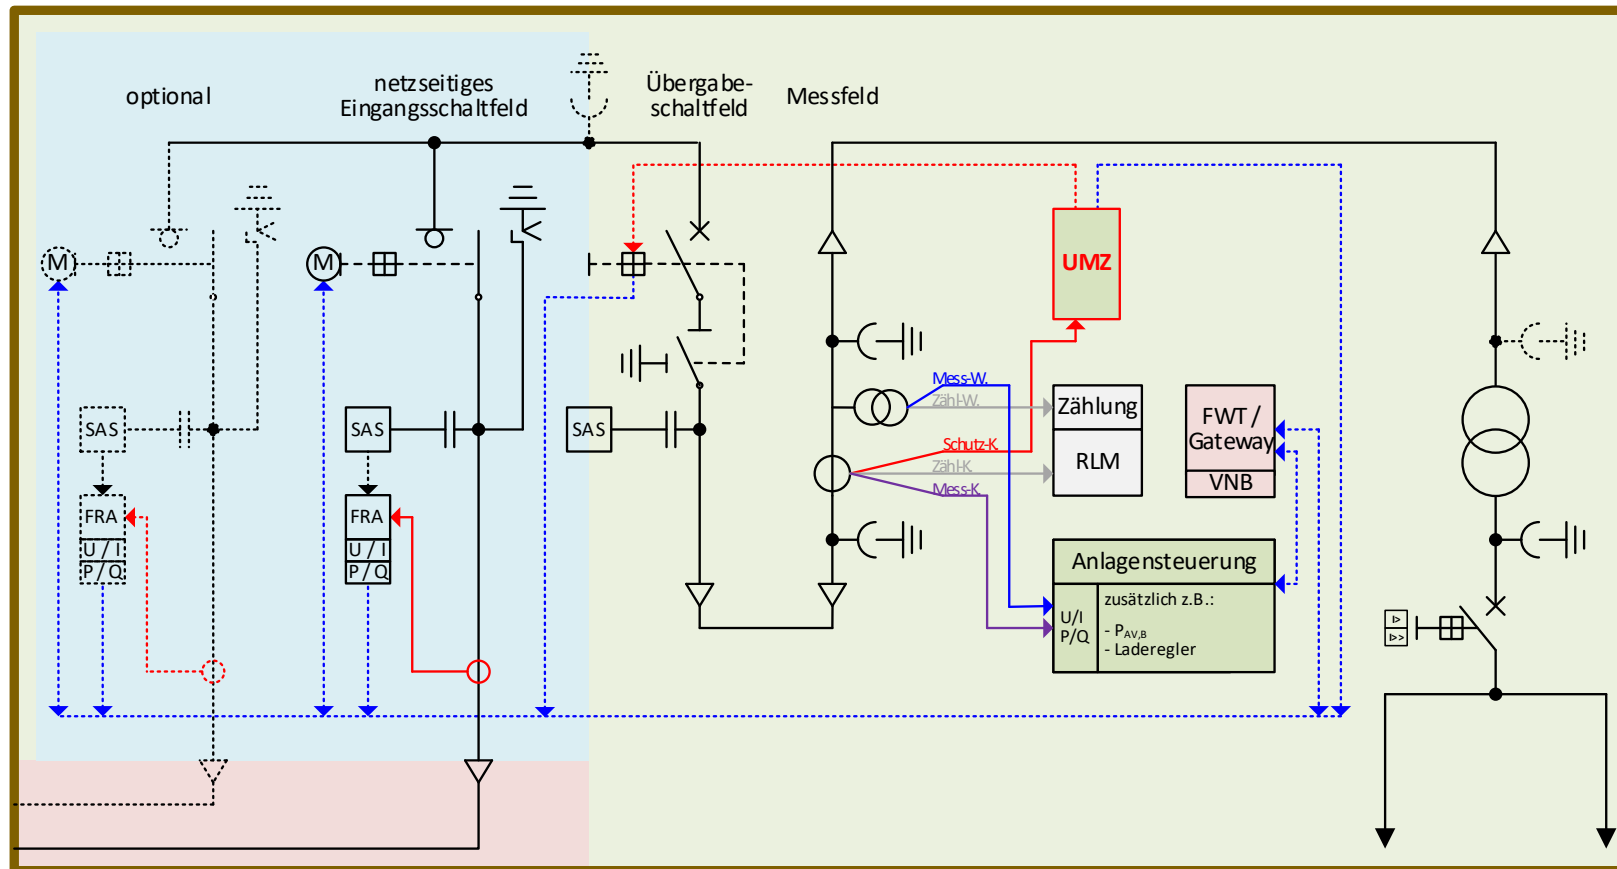 optional
netzseitiges
Eingangsschaltfeld
Übergabe-
schaltfeld
Messfeld
M
M
UMZ
Mess-W.
Zähl-W.
Zählung
RLM
FWT /
Gateway
VNB
SAS
SAS
SAS
Schutz-K.
Zähl-K.
Mess-K.
FRA
U / I
P / Q
FRA
U / I
P / Q
Anlagensteuerung
U/I
P/Q
zusätzlich z.B.:
- PAV,B
- Laderegler
I>
I>>